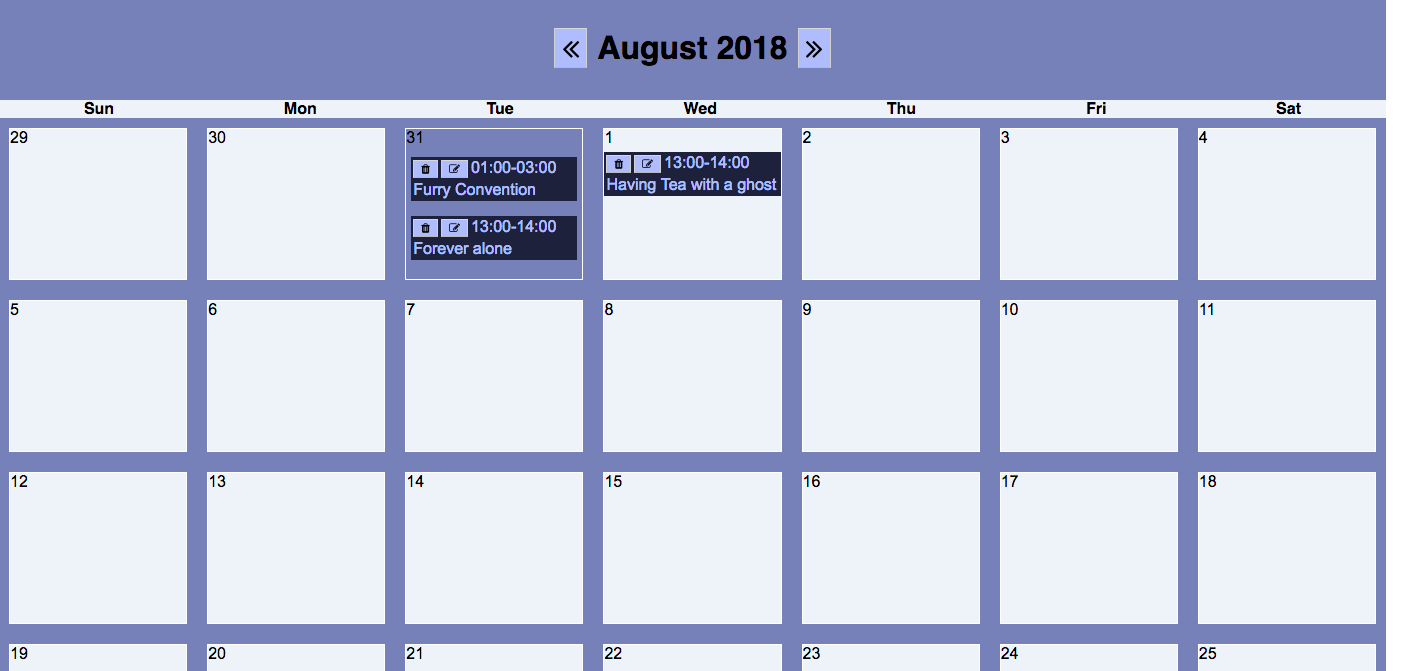 « August 2018 »
Sun Mon Tue Wed Thu Fri Sat
29 30 31 1 2 3 4
01:00-03:00
Furry Convention
13:00-14:00
Forever alone
13:00-14:00
Having Tea with a ghost
5 6 7 8 9 10 11
12 13 14 15 16 17 18
19 20 21 22 23 24 25